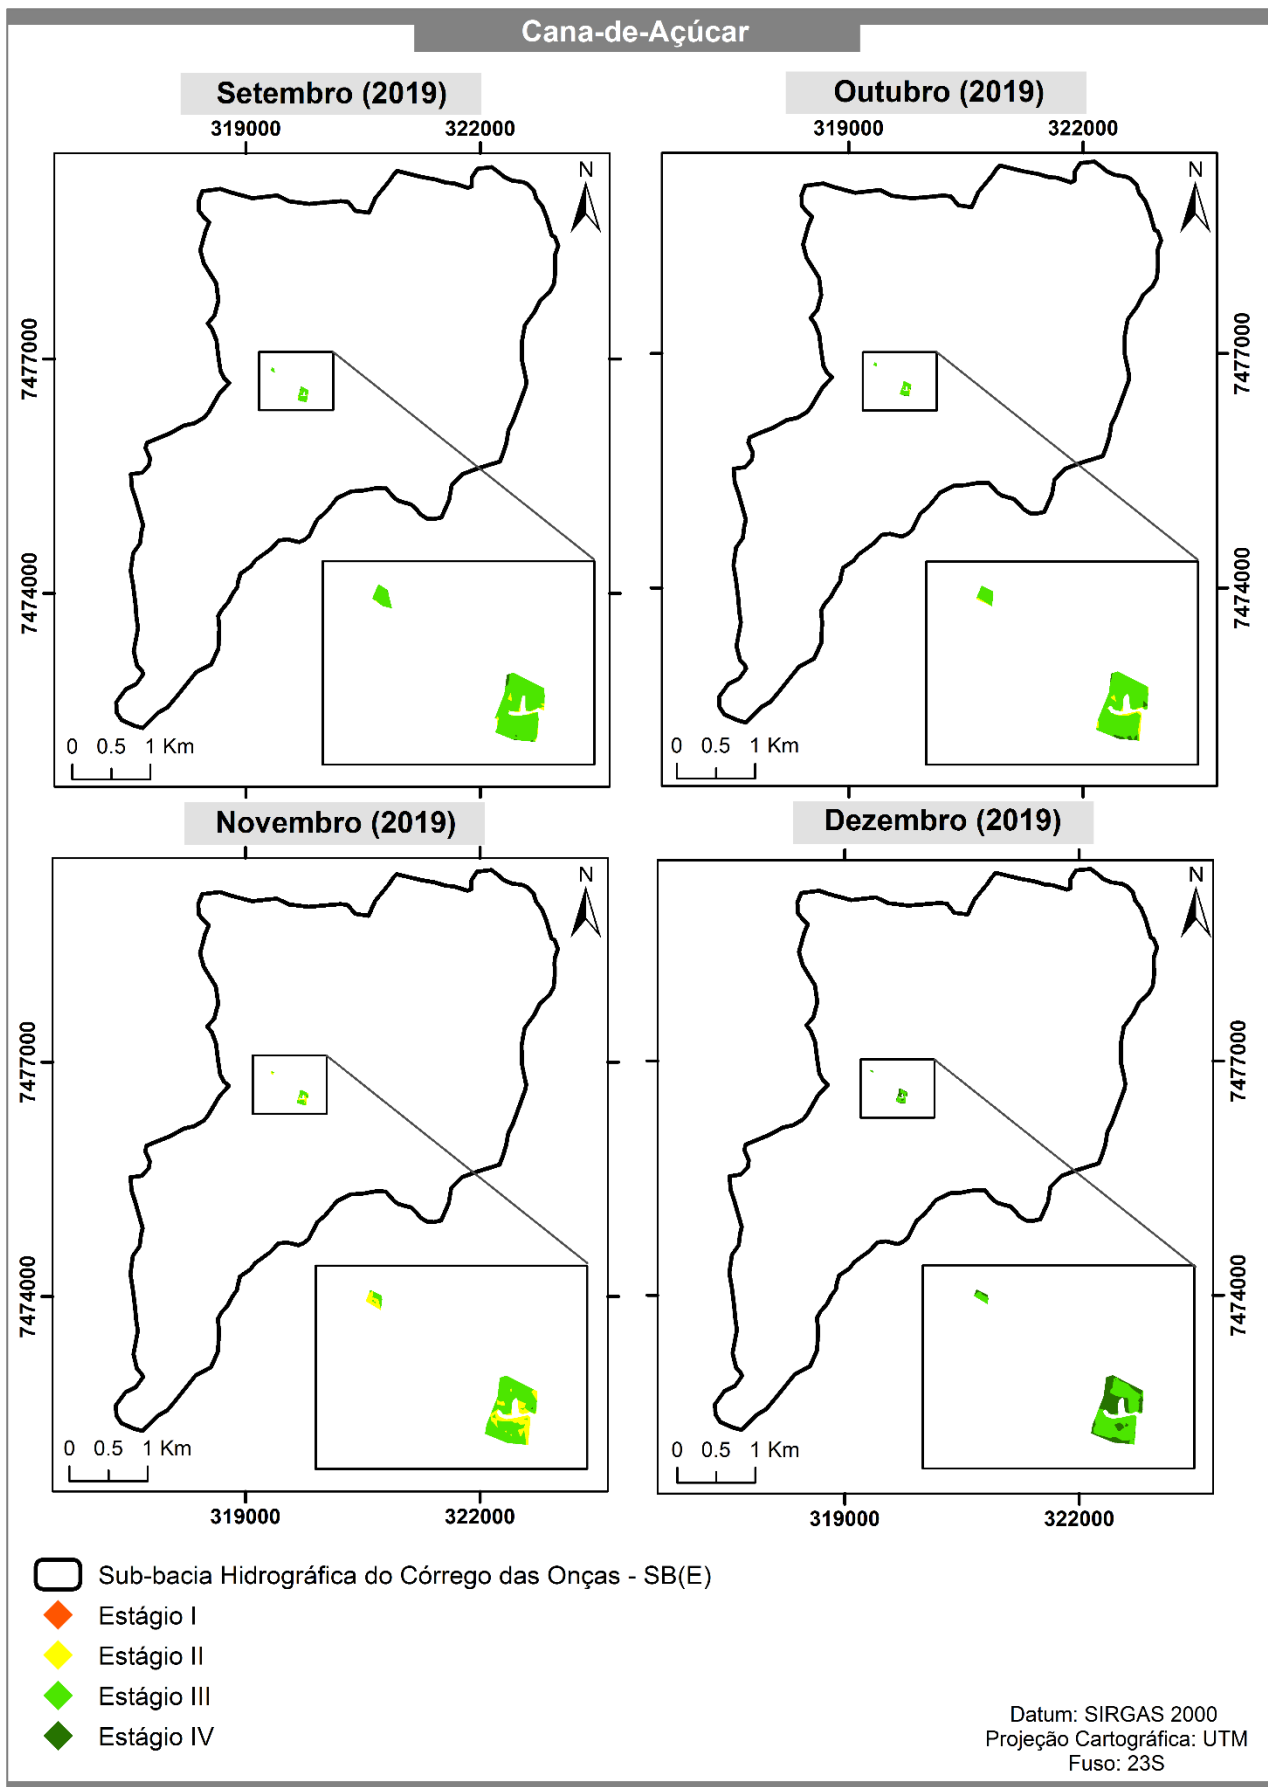 Cana-de-Açúcar
Setembro (2019)
Outubro (2019)
319000
322000
319000
322000
N
N
7477000
7477000
7474000
7474000
0 0.5 1 Km
0 0.5 1 Km
Novembro (2019)
Dezembro (2019)
N
N
7477000
7477000
7474000
7474000
0 0.5 1 Km
0 0.5 1 Km
319000
322000
319000
322000
Sub-bacia Hidrográfica do Córrego das Onças - SB(E)
Estágio I
Estágio II
Estágio III
Estágio IV
Datum: SIRGAS 2000
Projeção Cartográfica: UTM
Fuso: 23S